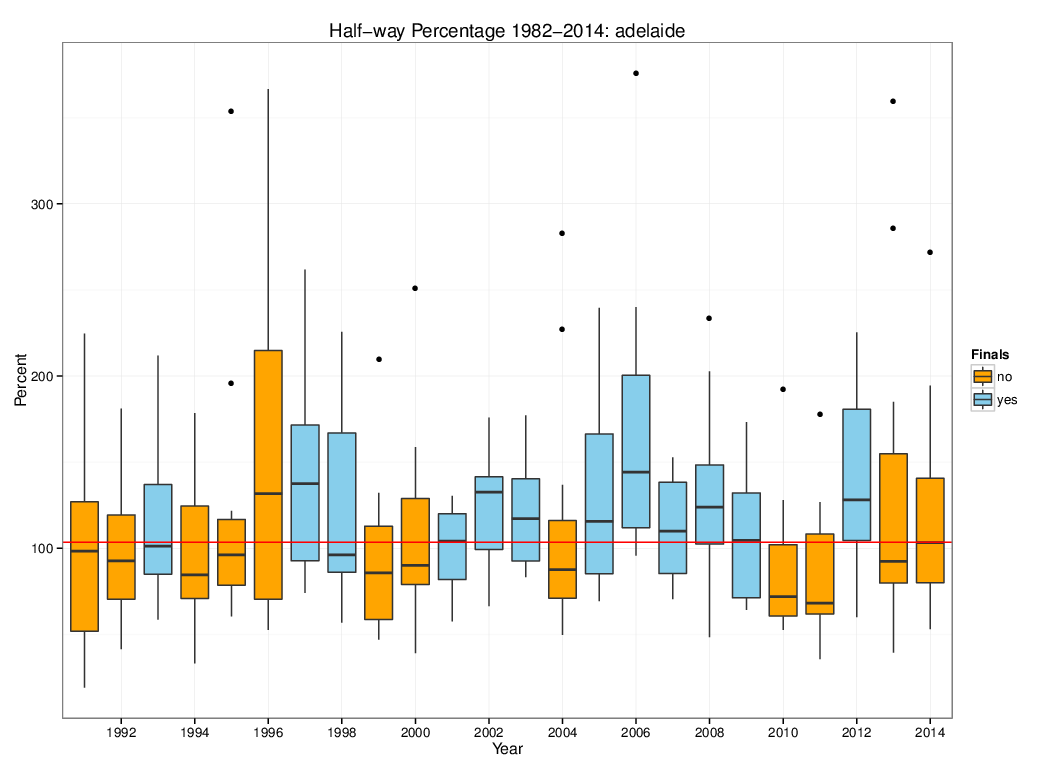 Half−way Percentage 1982−2014: adelaide
Percent
300
200
100
1992 1994 1996 1998 2000 2002 2004 2006 2008 2010 2012 2014
Year
Finals
no
yes